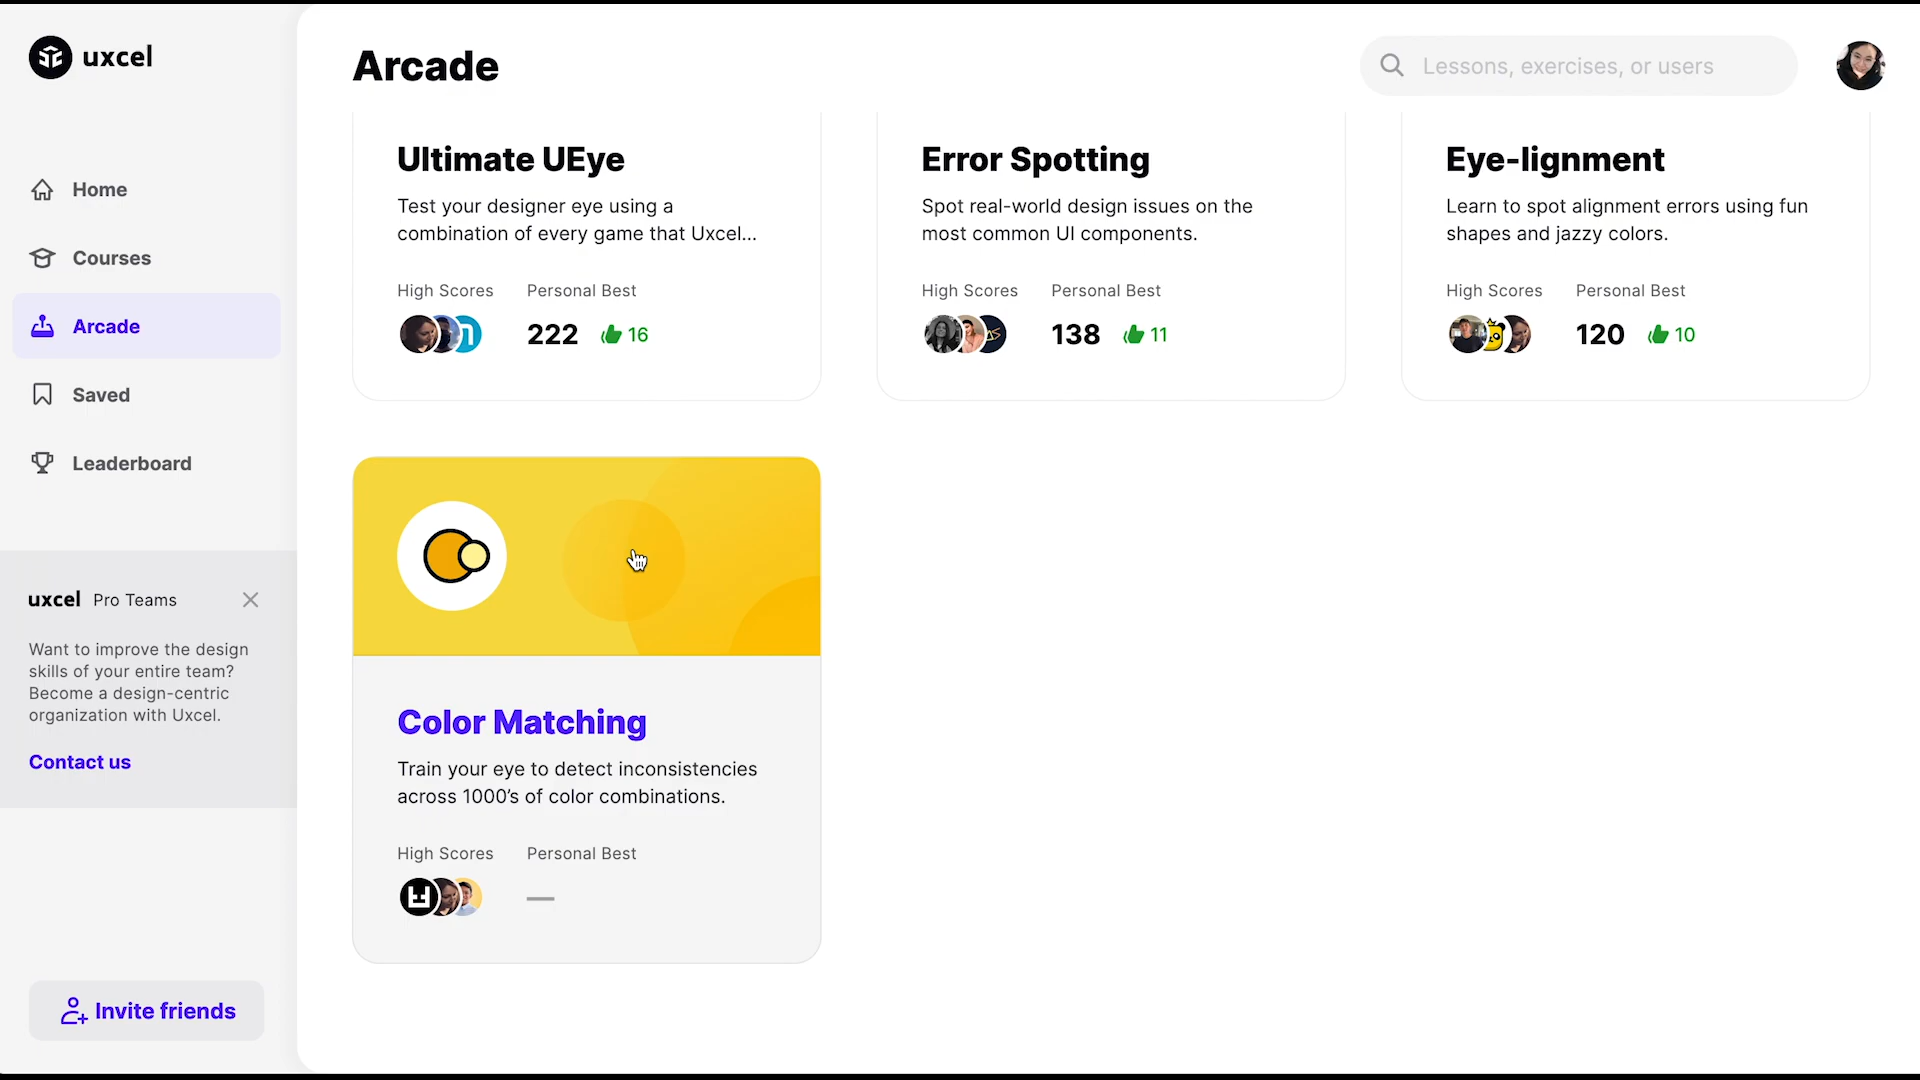 uxcel
Arcade
Lessons, exercises, or users
Home
Courses
Arcade
Saved
Leaderboard
uxcel Pro Teams
Want to improve the design
skills of your entire team?
Become a design-centric
organization with Uxcel.
Contact us
Invite friends
Ultimate UEye
Test your designer eye using a
combination of every game that Uxcel...
High Scores Personal Best
222 16
Error Spotting
Spot real-world design issues on the
most common UI components.
High Scores Personal Best
138 11
Eye-lignment
Learn to spot alignment errors using fun
shapes and jazzy colors.
High Scores Personal Best
120 10
Color Matching
Train your eye to detect inconsistencies
across 1000’s of color combinations.
High Scores Personal Best
—